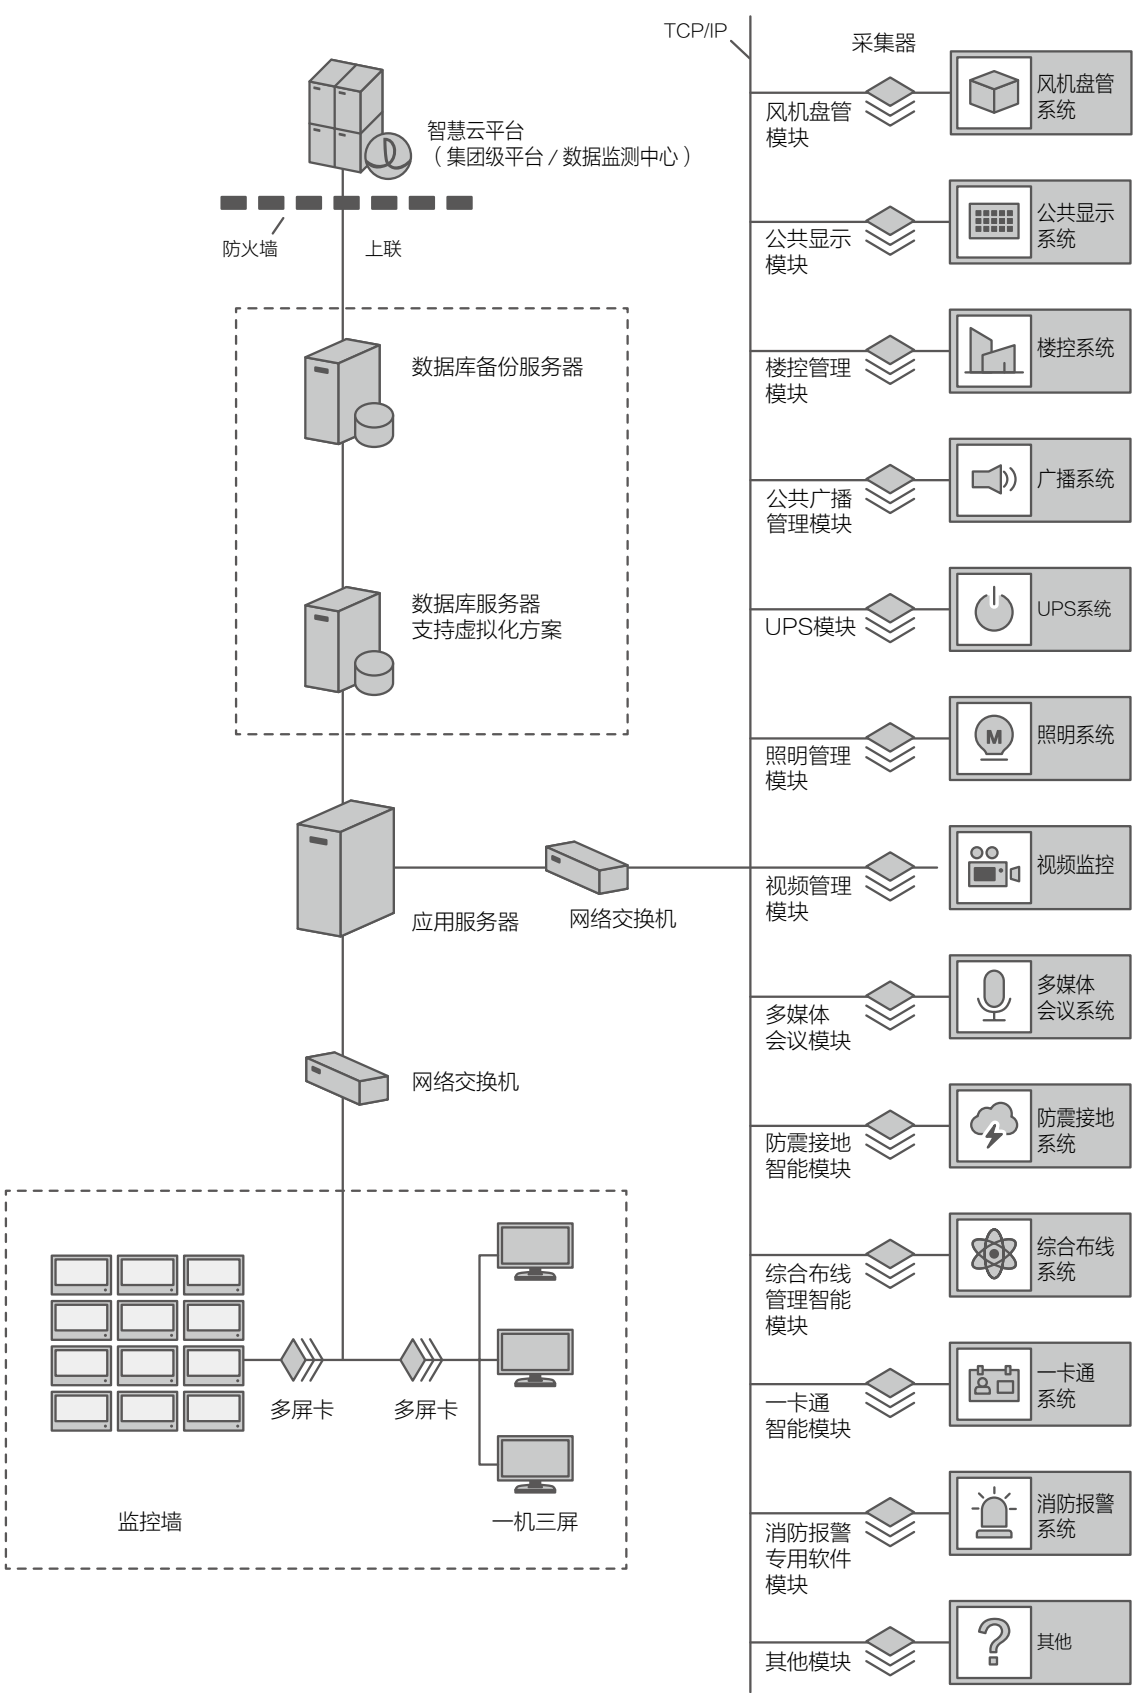 TCP/IP
采集器
智慧云平台
（集团级平台 / 数据监测中心）
防火墙
上联
数据库备份服务器
数据库服务器
支持虚拟化方案
应用服务器
网络交换机
网络交换机
多屏卡
多屏卡
监控墙
一机三屏
风机盘管
模块
风机盘管
系统
公共显示
模块
公共显示
系统
楼控管理
模块
楼控系统
公共广播
管理模块
广播系统
UPS模块
UPS系统
照明管理
模块
M
照明系统
视频管理
模块
视频监控
多媒体
会议模块
多媒体
会议系统
防震接地
智能模块
防震接地
系统
综合布线
管理智能
模块
综合布线
系统
一卡通
智能模块
一卡通
系统
消防报警
专用软件
模块
消防报警
系统
其他模块
?
其他